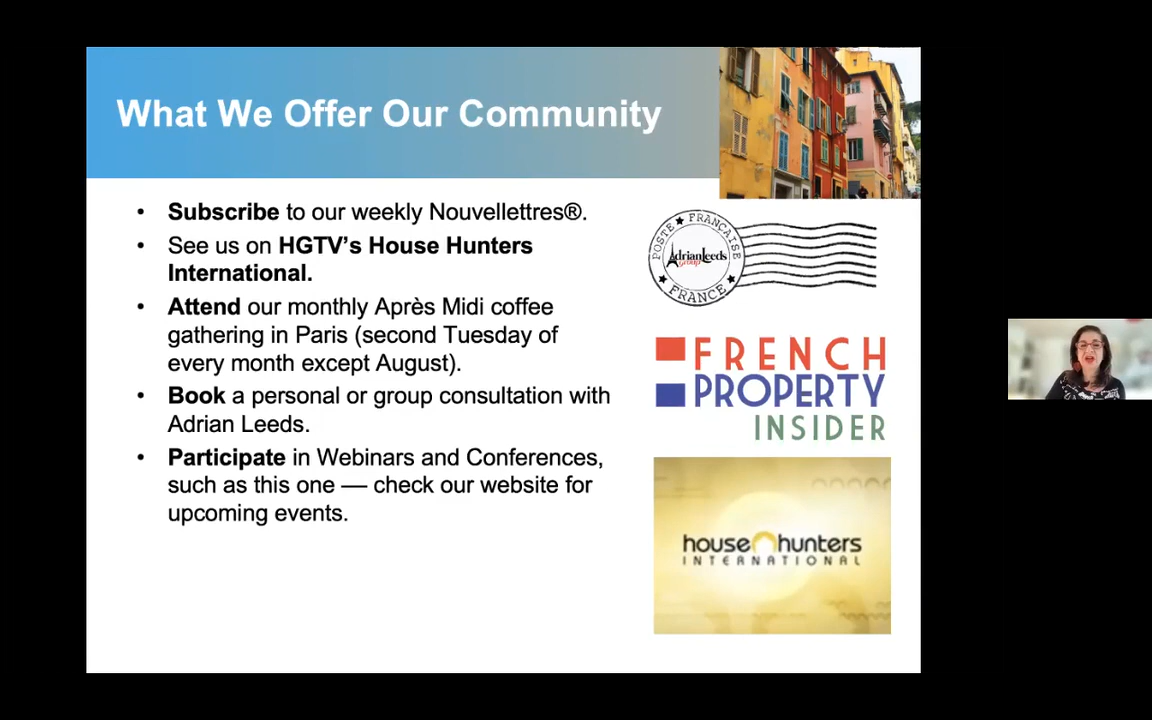 What We Offer Our Community
• Subscribe to our weekly Nouvellettres®.
• See us on HGTV’s House Hunters
International.
• Attend our monthly Après Midi coffee
gathering in Paris (second Tuesday of
every month except August).
• Book a personal or group consultation with
Adrian Leeds.
• Participate in Webinars and Conferences,
such as this one — check our website for
upcoming events.
POSTE FRANÇAISE
AdrianLeeds
Group
FRANCE
FRENCH
PROPERTY
INSIDER
house hunters
INTERNATIONAL